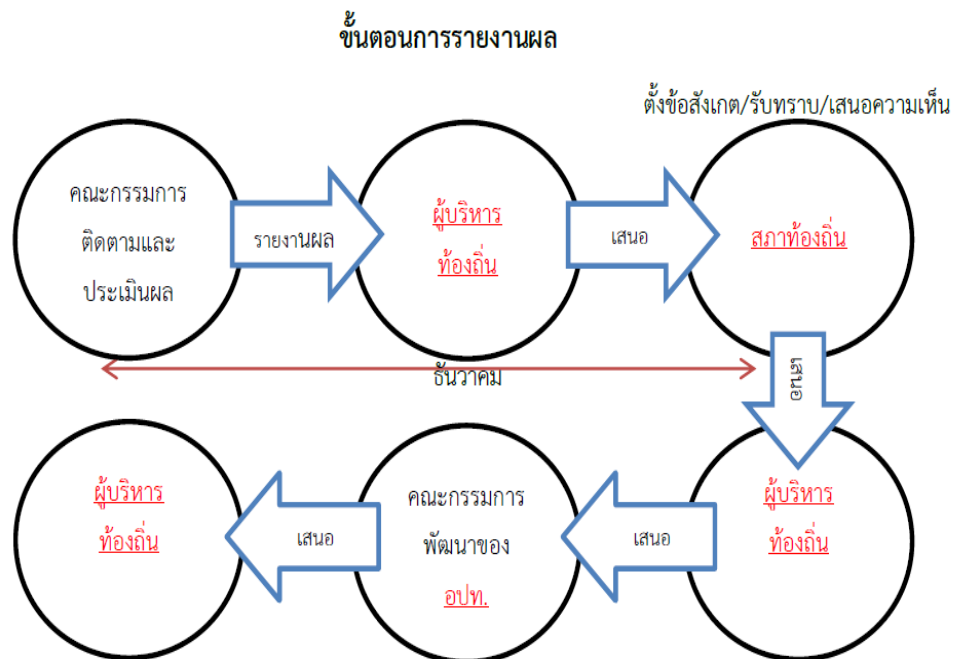 ขั้นตอนการรายงานผล
ตั้งข้อสังเกต/รับทราบ/เสนอความเห็น
คณะกรรมการ
ติดตามและ
ประเมินผล
รายงานผล
ผู้บริหาร
ท้องถิ่น
เสนอ
สภาท้องถิ่น
ธันวาคม
เสนอ
ผู้บริหาร
ท้องถิ่น
เสนอ
คณะกรรมการ
พัฒนาของ
อปท.
เสนอ
ผู้บริหาร
ท้องถิ่น